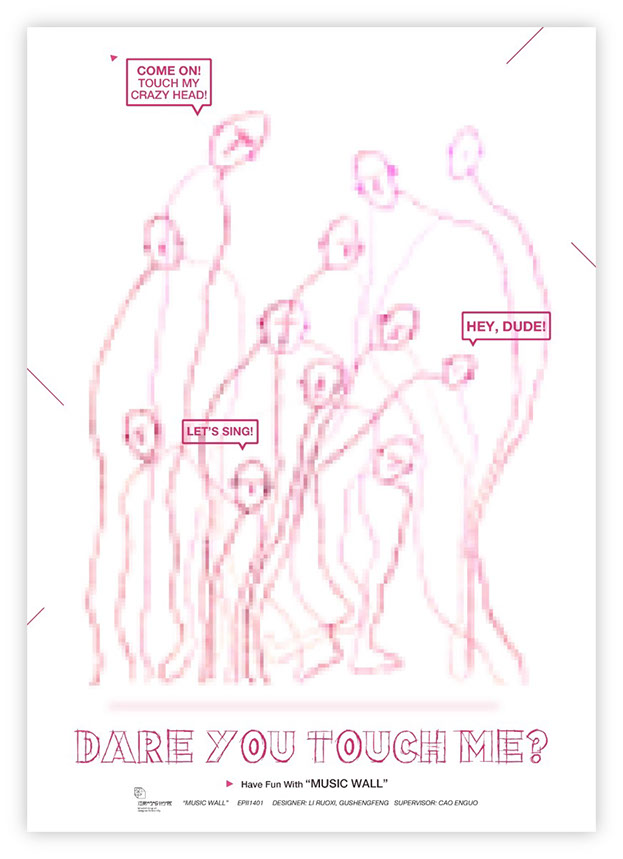 COME ON!
TOUCH MY
CRAZY HEAD!
HEY, DUDE!
LET'S SING!
DARE YOU TOUCH ME?
Have Fun With “MUSIC WALL”
“MUSIC WALL” EPII1401 DESIGNER: LI RUOXI, GUSHENGFENG SUPERVISOR: CAO ENGUO